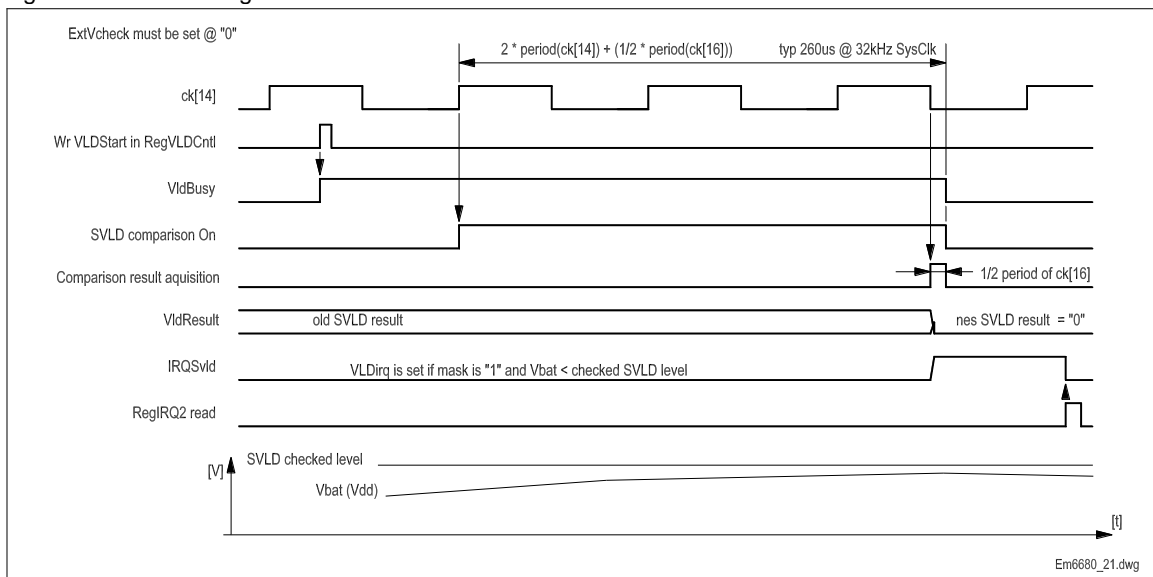 ExtVcheck must be set @ "0"
2 * period(ck[14]) + (1/2 * period(ck[16])) typ 260us @ 32kHz SysClk
ck[14]
Wr VLDStart in RegVLDCntl
VldBusy
SVLD comparison On
Comparison result aquisition
1/2 period of ck[16]
VldResult
old SVLD result
nes SVLD result = "0"
IRQSvld
VLDirq is set if mask is "1" and Vbat < checked SVLD level
RegIRQ2 read
[V]
SVLD checked level
Vbat (Vdd)
[t]
Em6680_21.dwg